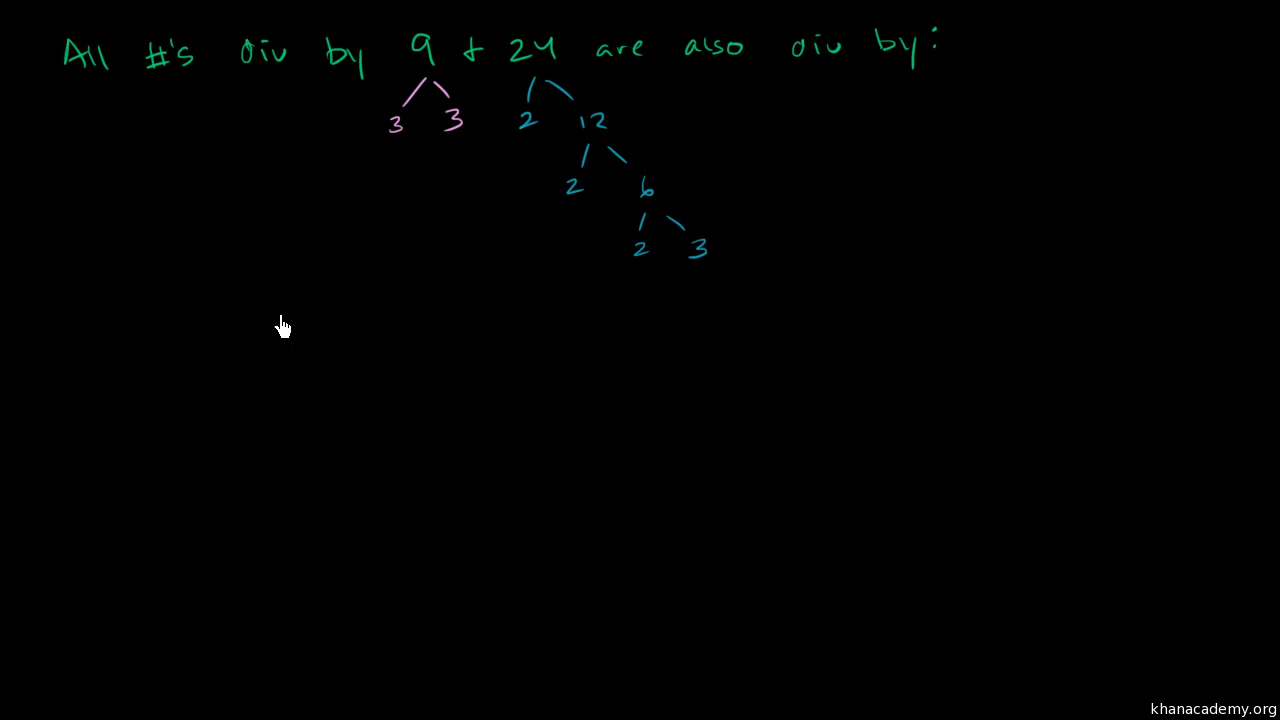 All #'s div by 9 + 24 are also div by:
3 3 2 12
2 6
2 3
khanacademy.org